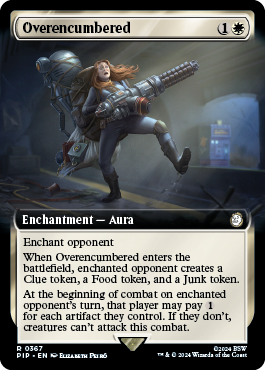 Overencumbered 1
Enchantment — Aura
Enchant opponent
When Overencumbered enters the
battlefield, enchanted opponent creates a
Clue token, a Food token, and a Junk token.
At the beginning of combat on enchanted
opponent's turn, that player may pay 1
for each artifact they control. If they don't,
creatures can't attack this combat.
R 0367
PIP • EN Elizabeth Peiró
©2024 BSW
™ & © 2024 Wizards of the Coast